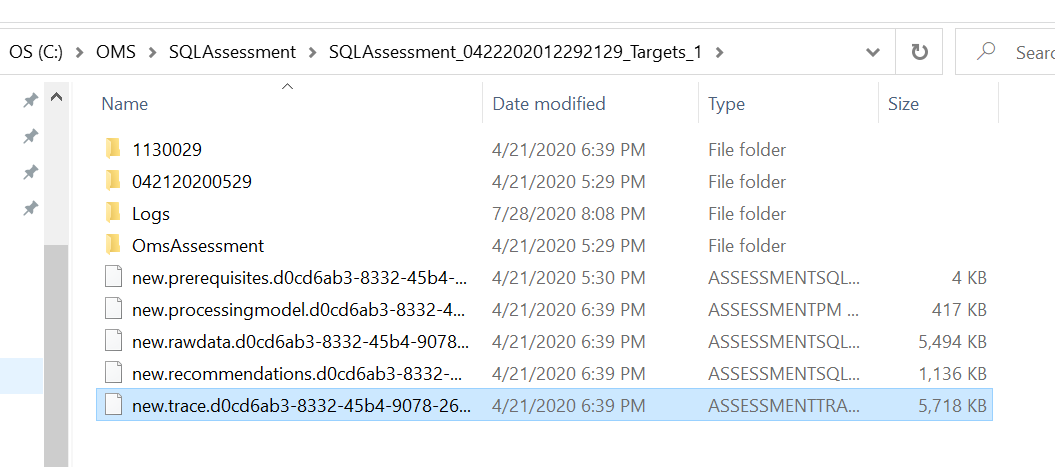 OS (C:) > OMS > SQLAssessment > SQLAssessment_0422202012292129_Targets_1 >
Sear
Name Date modified Type Size
1130029 4/21/2020 6:39 PM File folder
042120200529 4/21/2020 5:29 PM File folder
Logs 7/28/2020 8:08 PM File folder
OmsAssessment 4/21/2020 5:29 PM File folder
new.prerequisites.d0cd6ab3-8332-45b4-... 4/21/2020 5:30 PM ASSESSMENTSQL... 4 KB
new.processingmodel.d0cd6ab3-8332-4... 4/21/2020 6:39 PM ASSESSMENTPM ... 417 KB
new.rawdata.d0cd6ab3-8332-45b4-9078... 4/21/2020 6:39 PM ASSESSMENTSQL... 5,494 KB
new.recommendations.d0cd6ab3-8332-... 4/21/2020 6:39 PM ASSESSMENTSQL... 1,136 KB
new.trace.d0cd6ab3-8332-45b4-9078-26... 4/21/2020 6:39 PM ASSESSMENTTRA... 5,718 KB